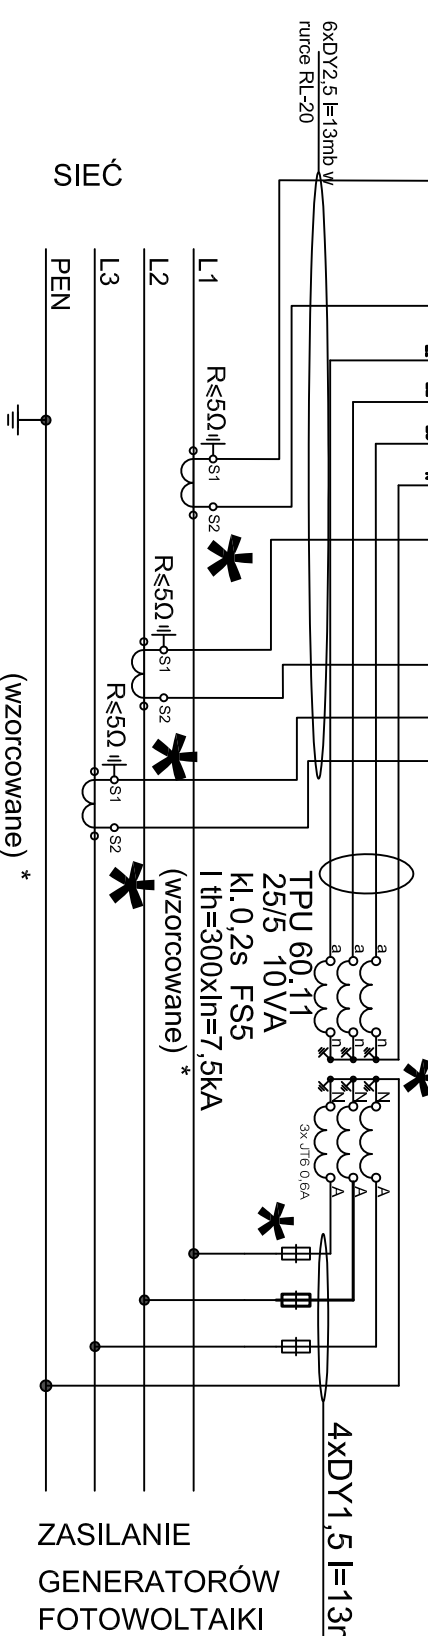 6xDY2,5 l=13mb w
rurce RL-20
SIEĆ
L1
L2
L3
PEN
R⩽5Ω
S1
S2
R⩽5Ω
S1
S2
R⩽5Ω
S1
S2
(wzorcowane) *
TPU 60.11
25/5 10VA
kl. 0,2s FS5
I th=300xIn=7,5kA
(wzorcowane) *
a
a
a
n
n
N
N
N
A
A
A
3x JT6 0,6A
4xDY1,5 l=13
ZASILANIE
GENERATORÓW
FOTOWOLTAIKI